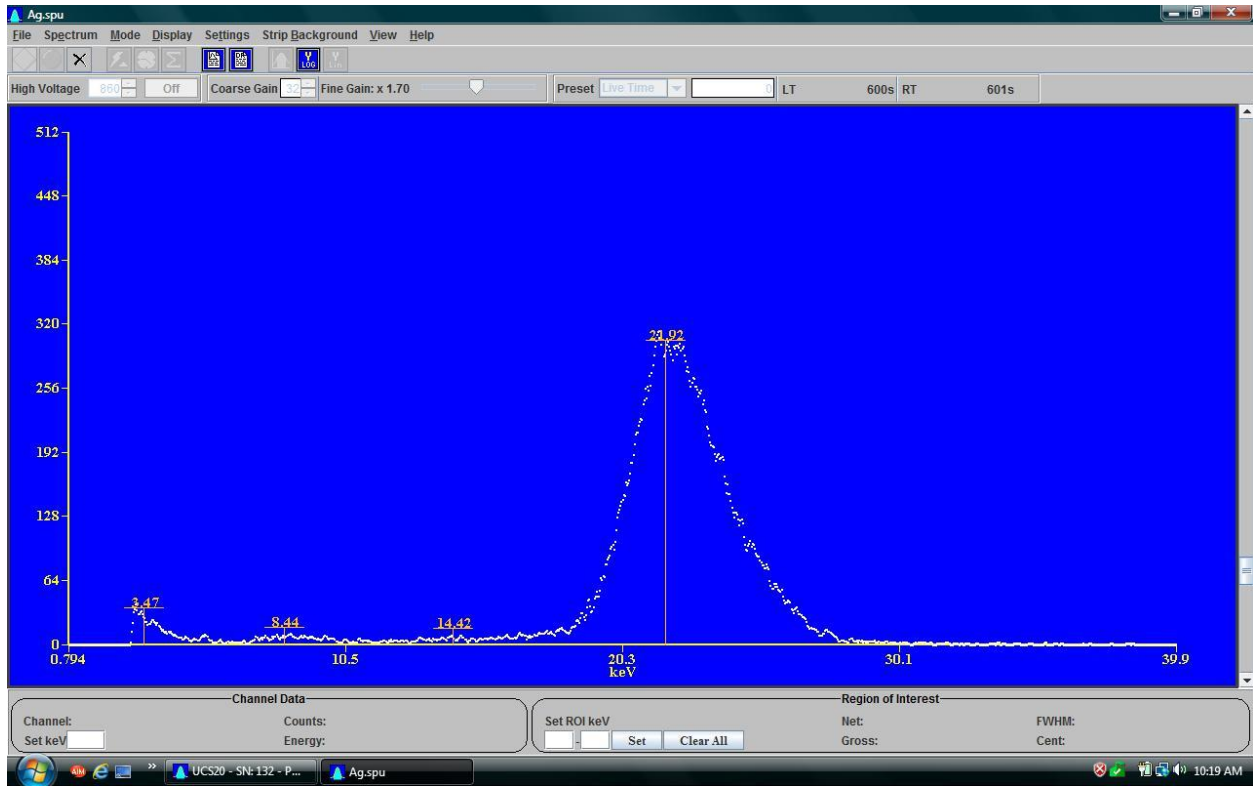 Ag.spu
File Spectrum Mode Display Settings Strip Background View Help
Y LOG
High Voltage 860 Off Coarse Gain 32 Fine Gain: x 1.70 Preset Live Time 0 LT 600s RT 601s
512
448
384
320
21.92
256
192
128
64
3.47
8.44
14.42
0
0.794 10.5 20.3 30.1 39.9
keV
Channel Data Region of Interest
Channel: Counts: Set ROI keV Net: FWHM:
Set keV Energy: - Set Clear All Gross: Cent:
UCS20 - SN: 132 - P... Ag.spu 10:19 AM